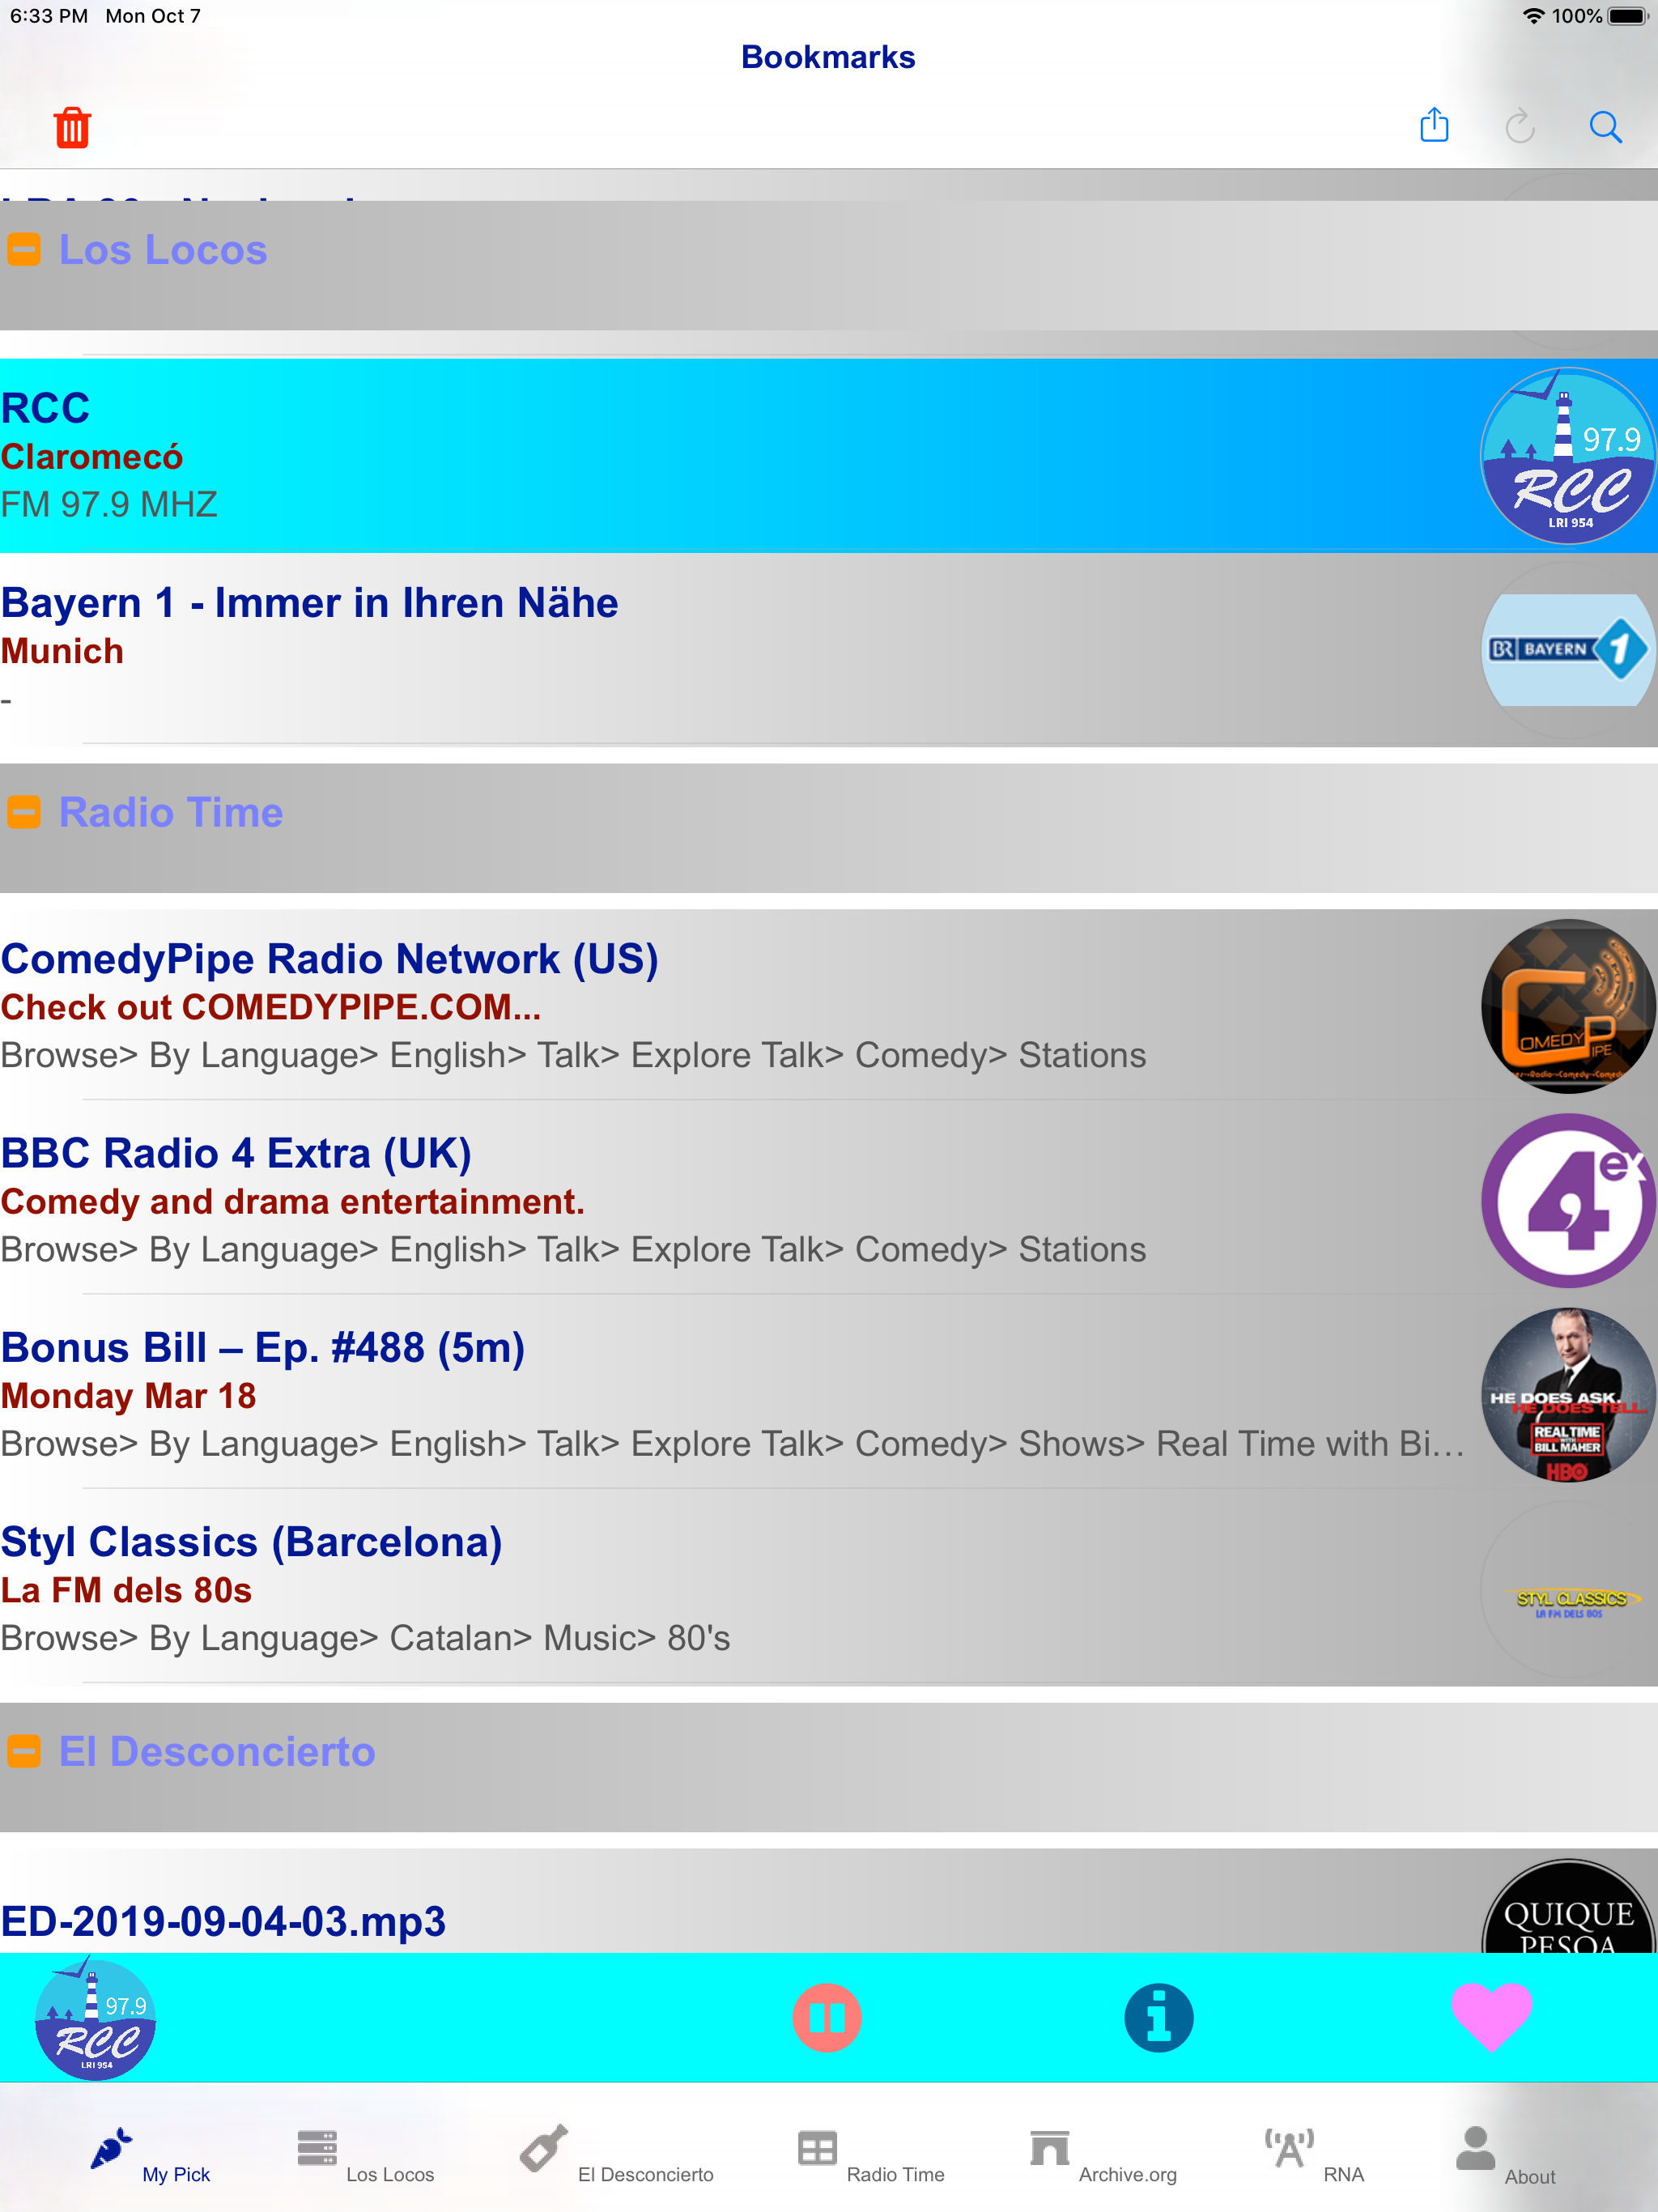 6:33 PM Mon Oct 7
100%
Bookmarks
Los Locos
RCC
Claromecó
FM 97.9 MHZ
97.9
RCC
LRI 954
Bayern 1 - Immer in Ihren Nähe
Munich
-
BR BAYERN 1
Radio Time
ComedyPipe Radio Network (US)
Check out COMEDYPIPE.COM...
Browse> By Language> English> Talk> Explore Talk> Comedy> Stations
COMEDY
PIPE
BBC Radio 4 Extra (UK)
Comedy and drama entertainment.
Browse> By Language> English> Talk> Explore Talk> Comedy> Stations
4 ex
Bonus Bill – Ep. #488 (5m)
Monday Mar 18
Browse> By Language> English> Talk> Explore Talk> Comedy> Shows> Real Time with Bi…
HE DOES ASK.
HE DOES TELL.
REAL TIME
WITH
BILL MAHER
HBO
Styl Classics (Barcelona)
La FM dels 80s
Browse> By Language> Catalan> Music> 80's
STYL CLASSICS
LA FM DELS 80S
El Desconcierto
ED-2019-09-04-03.mp3
QUIQUE
PESOA
97.9
RCC
LRI 954
My Pick
Los Locos
El Desconcierto
Radio Time
Archive.org
RNA
About